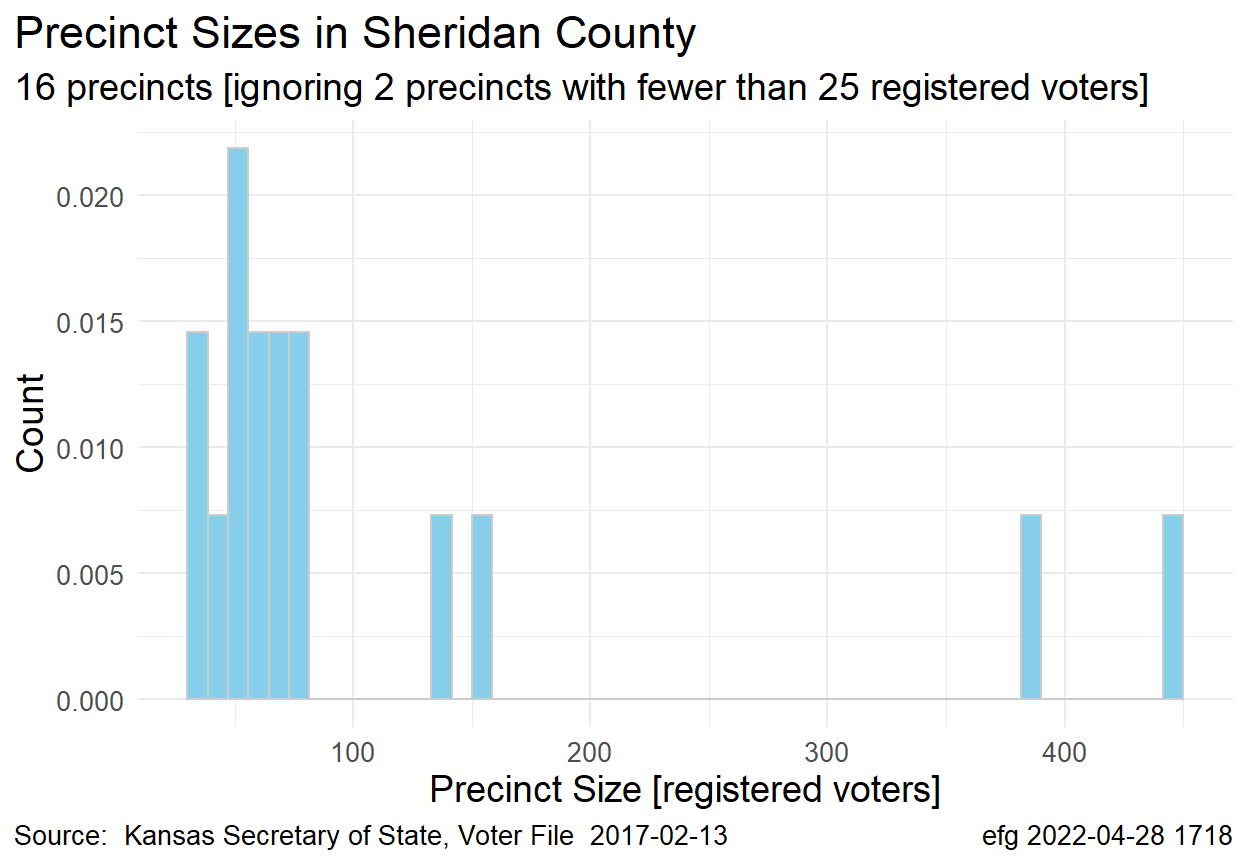 Precinct Sizes in Sheridan County
16 precincts [ignoring 2 precincts with fewer than 25 registered voters]
Count
0.020
0.015
0.010
0.005
0.000
100 200 300 400
Precinct Size [registered voters]
Source:  Kansas Secretary of State, Voter File  2017-02-13
efg 2022-04-28 1718